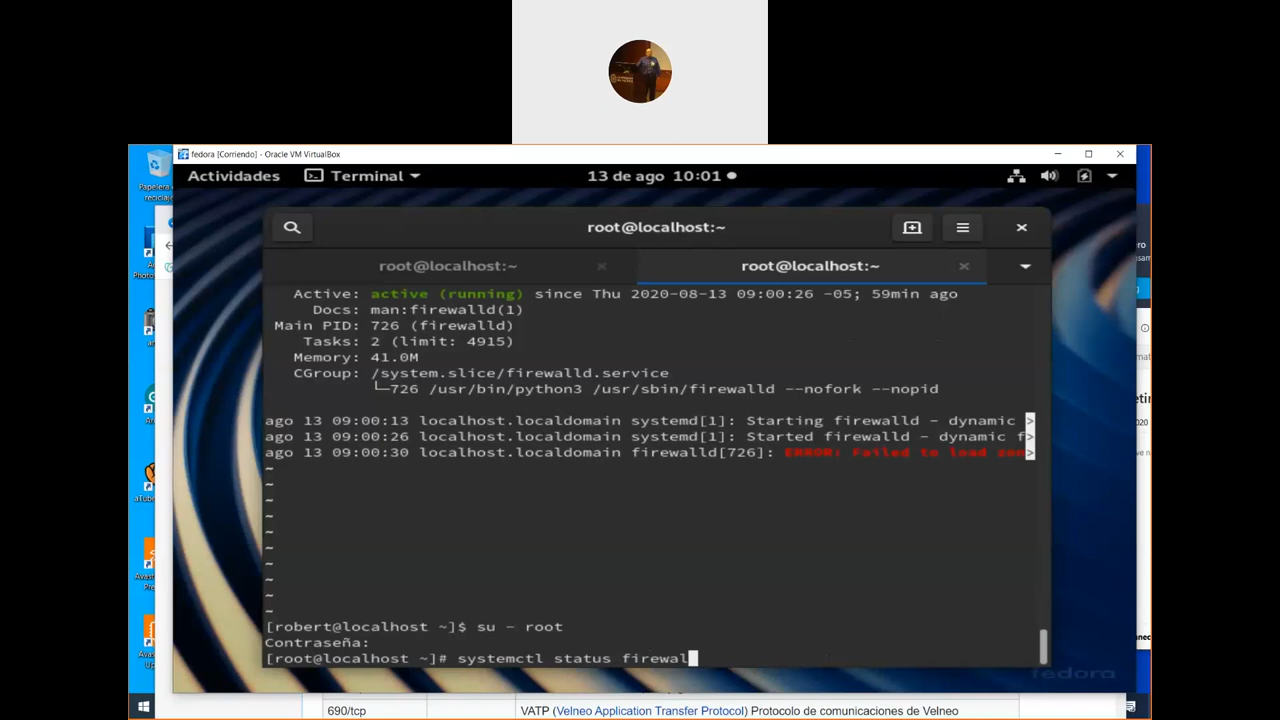 fedora [Corriendo] - Oracle VM VirtualBox
Actividades Terminal 13 de ago 10:01
Papelera
root@localhost:~
root@localhost:~ root@localhost:~
Active: active (running) since Thu 2020-08-13 09:00:26 -05; 59min ago
Docs: man:firewalld(1)
Main PID: 726 (firewalld)
Tasks: 2 (limit: 4915)
Memory: 41.0M
CGroup: /system.slice/firewalld.service
└─726 /usr/bin/python3 /usr/sbin/firewalld --nofork --nopid
ago 13 09:00:13 localhost.localdomain systemd[1]: Starting firewalld - dynamic >
ago 13 09:00:26 localhost.localdomain systemd[1]: Started firewalld - dynamic f>
ago 13 09:00:30 localhost.localdomain firewalld[726]: ERROR: Failed to load zon>
~
~
~
~
~
~
~
~
~
~
[robert@localhost ~]$ su - root
Contraseña:
[root@localhost ~]# systemctl status firewal
fedora
690/tcp VATP (Velneo Application Transfer Protocol) Protocolo de comunicaciones de Velneo